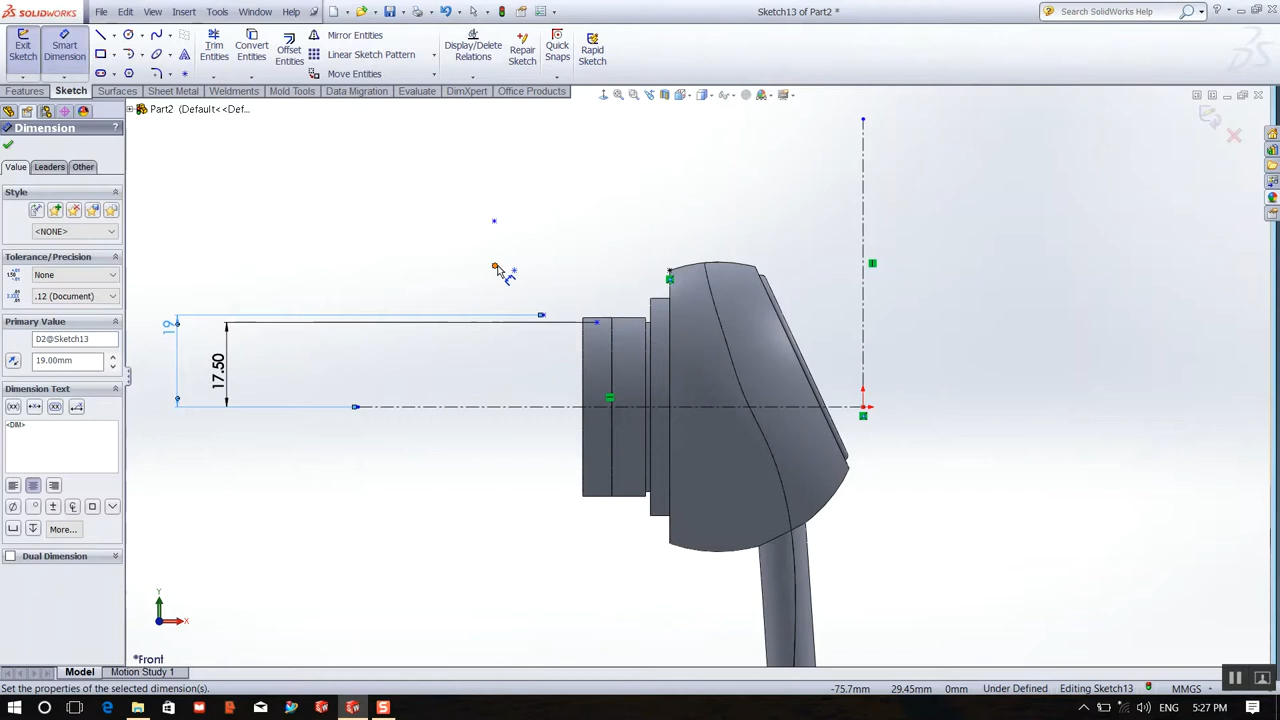 SOLIDWORKS File Edit View Insert Tools Window Help Sketch13 of Part2 * Search SolidWorks Help
Exit Sketch Smart Dimension Trim Entities Convert Entities Offset Entities Mirror Entities Linear Sketch Pattern Move Entities Display/Delete Relations Repair Sketch Quick Snaps Rapid Sketch
Features Sketch Surfaces Sheet Metal Weldments Mold Tools Data Migration Evaluate DimXpert Office Products
Part2 (Default<<Def...
Dimension ?
Value Leaders Other
Style
<NONE>
Tolerance/Precision
None
.12 (Document)
Primary Value
D2@Sketch13
19.00mm
Dimension Text
<DIM>
More...
Dual Dimension
19
17.50
Y
X
*Front
Model Motion Study 1
Set the properties of the selected dimension(s). -75.7mm 29.45mm 0mm Under Defined Editing Sketch13 MMGS
ENG 5:27 PM